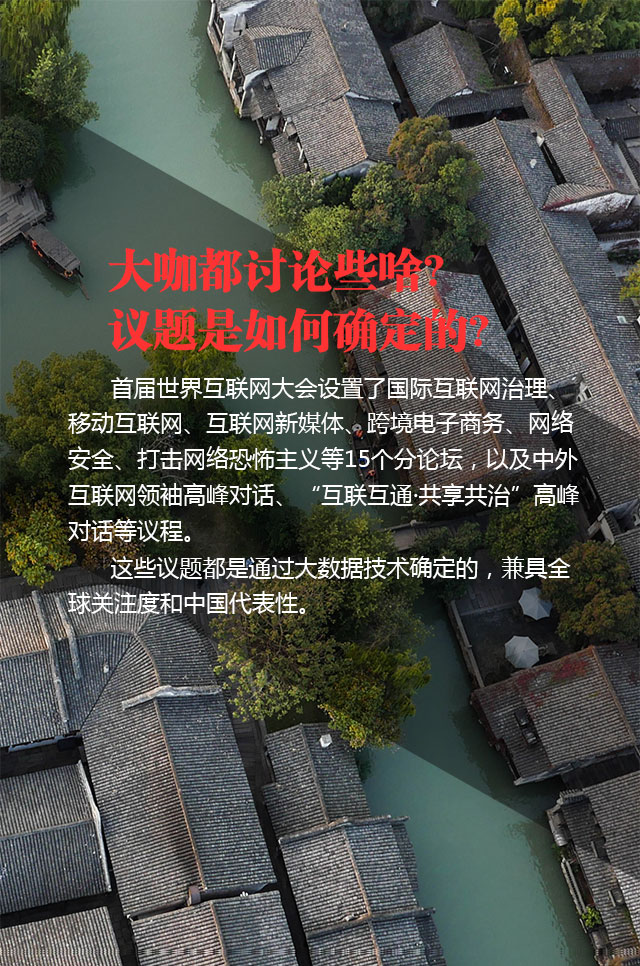 大咖都讨论些啥？
议题是如何确定的？
首届世界互联网大会设置了国际互联网治理、
移动互联网、互联网新媒体、跨境电子商务、网络
安全、打击网络恐怖主义等15个分论坛，以及中外
互联网领袖高峰对话、“互联互通·共享共治”高峰
对话等议程。
这些议题都是通过大数据技术确定的，兼具全
球关注度和中国代表性。